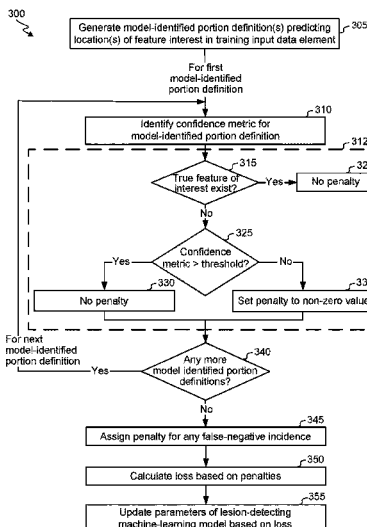 300
Generate model-identified portion definition(s) predicting
location(s) of feature interest in training input data element
305
For first
model-identified
portion definition
310
Identify confidence metric for
model-identified portion definition
312
315
True feature of
interest exist?
Yes
No penalty
No
325
Confidence
metric > threshold?
Yes
No
330
No penalty
Set penalty to non-zero value
For next
model-identified
portion definition
340
Any more
model identified portion
definitions?
Yes
No
345
Assign penalty for any false-negative incidence
350
Calculate loss based on penalties
355
Update parameters of lesion-detecting
machine-learning model based on loss